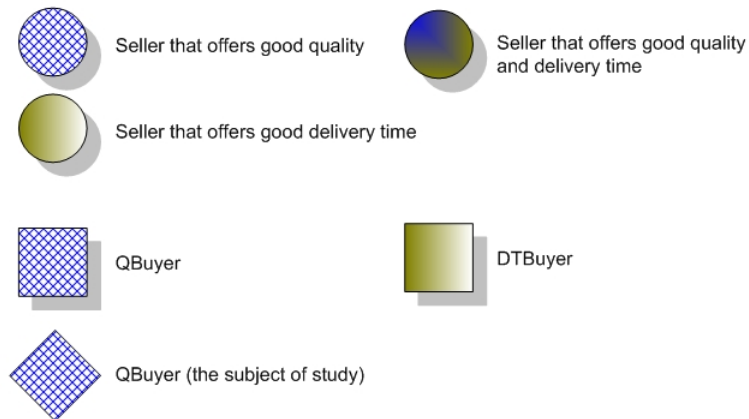 Seller that offers good quality
Seller that offers good quality
and delivery time
Seller that offers good delivery time
QBuyer
DTBuyer
QBuyer (the subject of study)